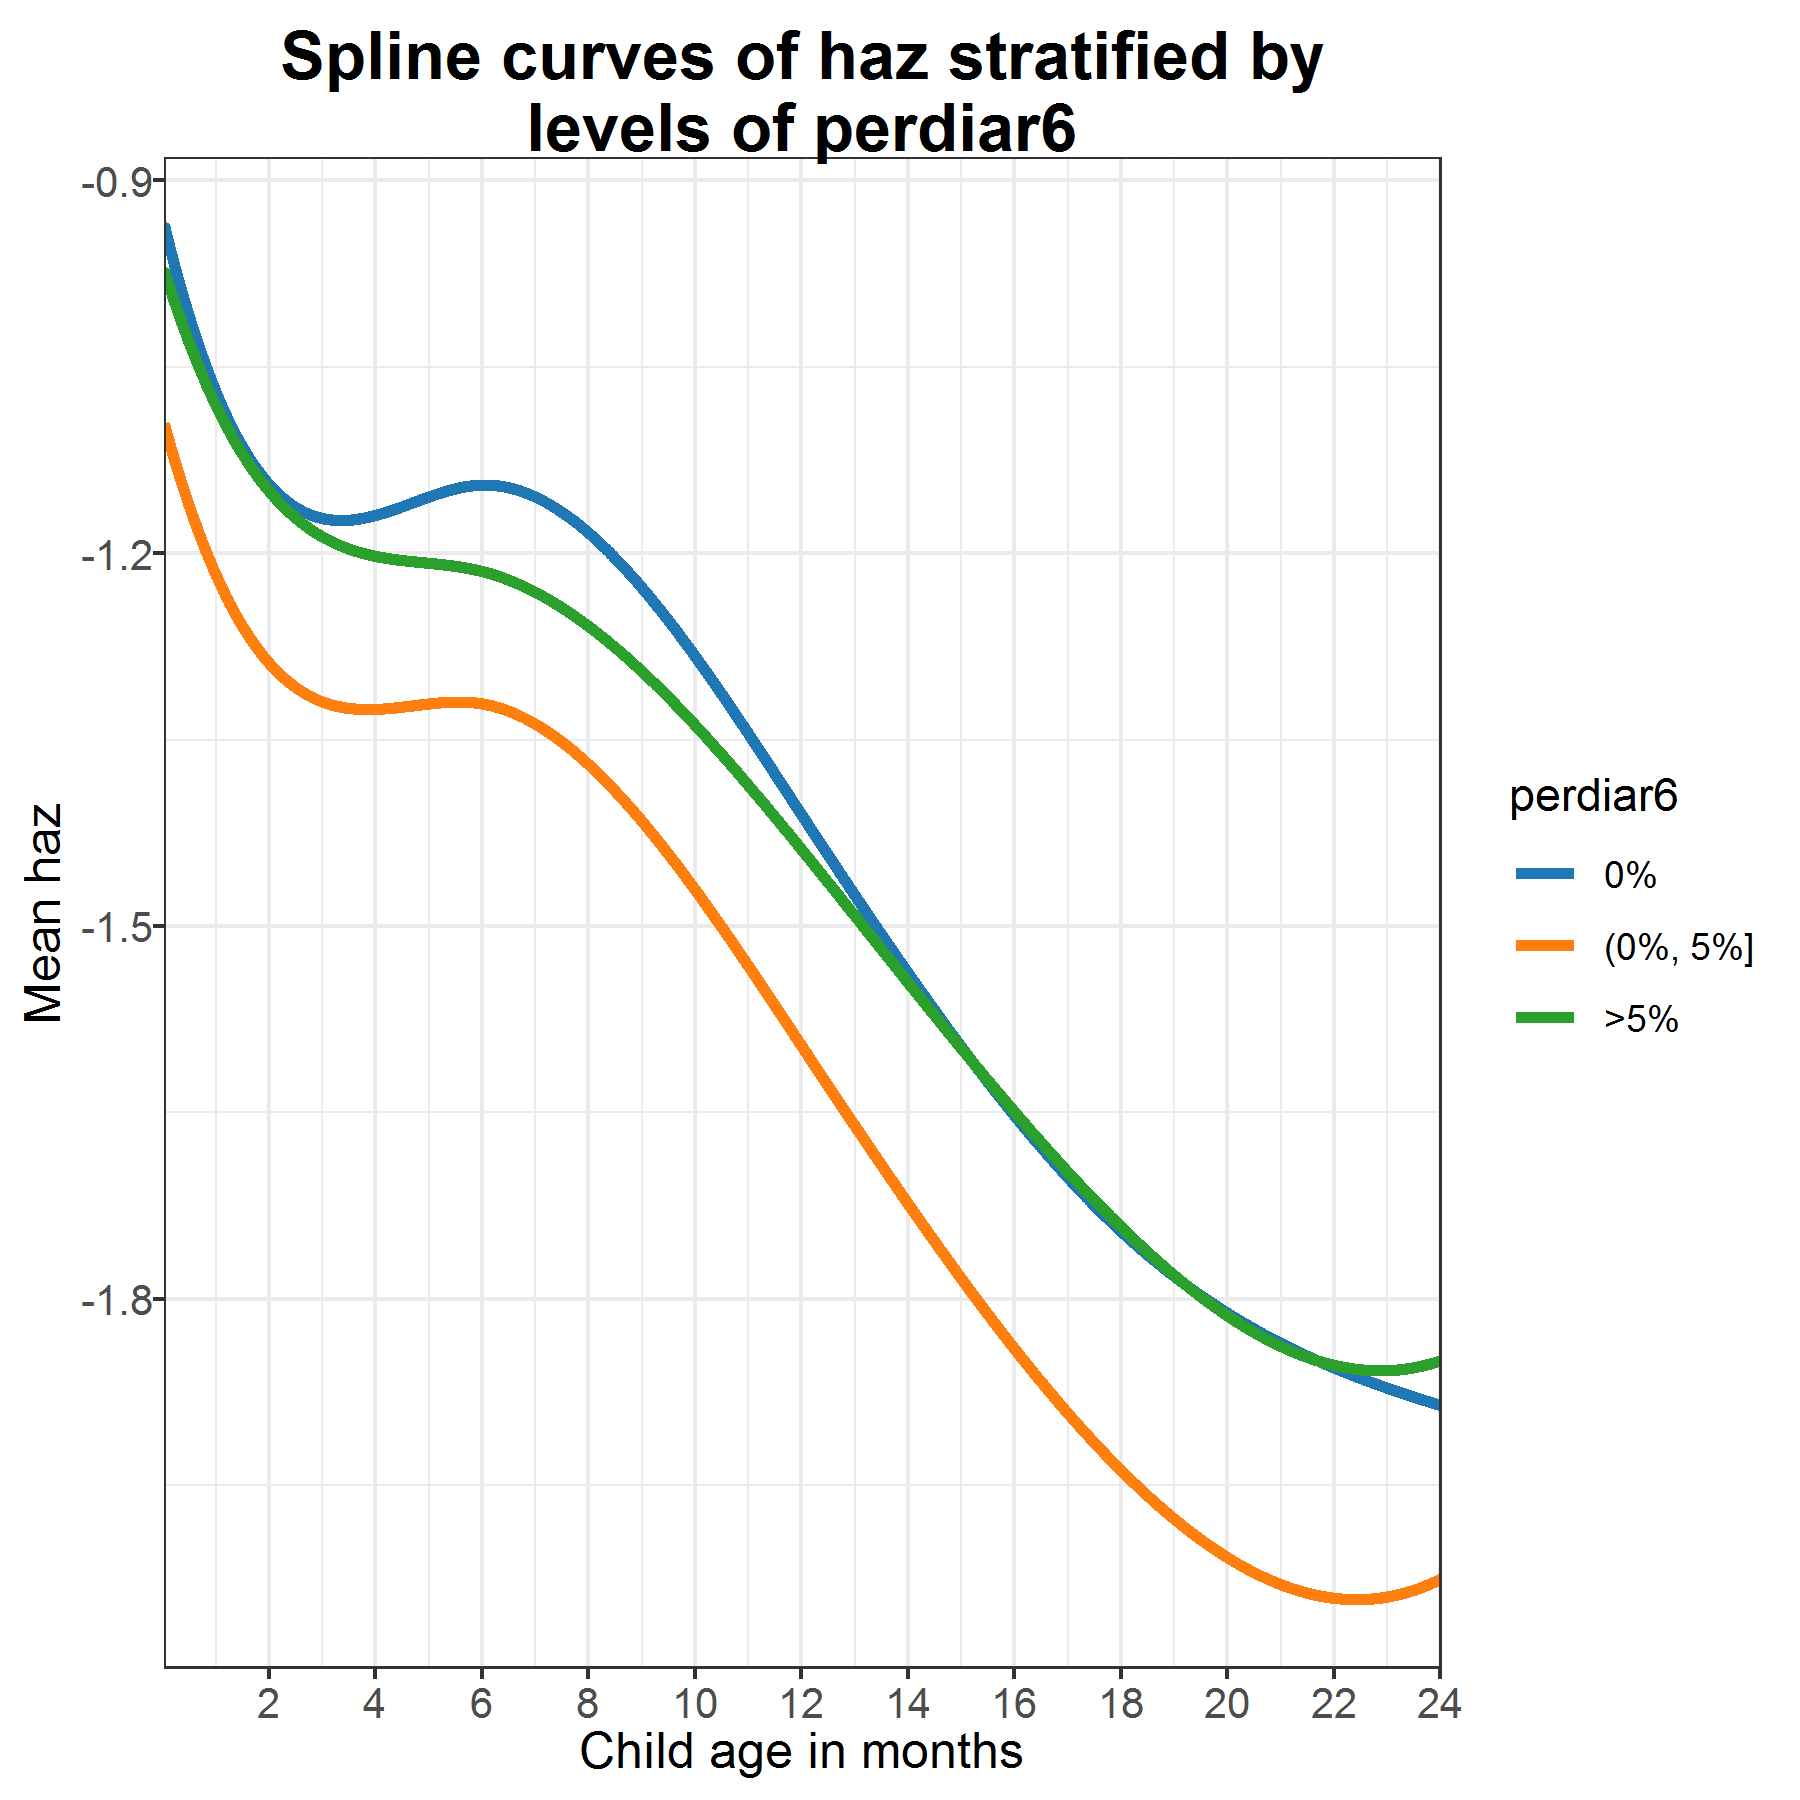 Spline curves of haz stratified by
levels of perdiar6
-0.9
-1.2
-1.5
-1.8
Mean haz
2 4 6 8 10 12 14 16 18 20 22 24
Child age in months
perdiar6
0%
(0%, 5%]
>5%